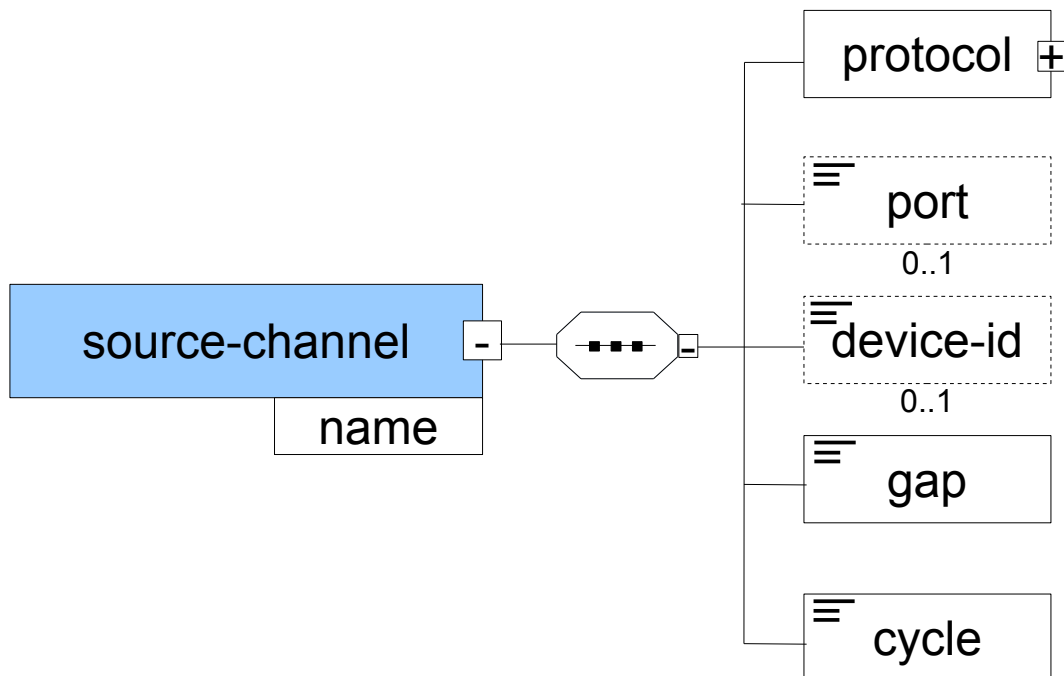 protocol
+
port
0..1
source-channel
-
-
device-id
name
0..1
gap
cycle